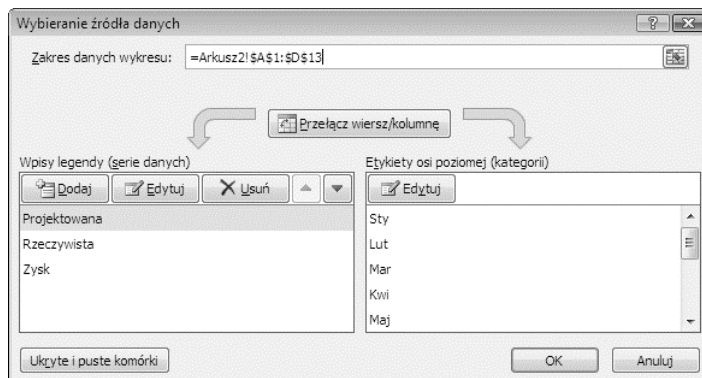 Wybieranie źródła danych
Zakres danych wykresu: =Arkusz2!$A$1:$D$13
Przełącz wiersz/kolumnę
Wpisy legendy (serie danych)
Dodaj Edytuj Usuń
Projektowana
Rzeczywista
Zysk
Etykiety osi poziomej (kategorii)
Edytuj
Sty
Lut
Mar
Kwi
Maj
Ukryte i puste komórki
OK Anuluj